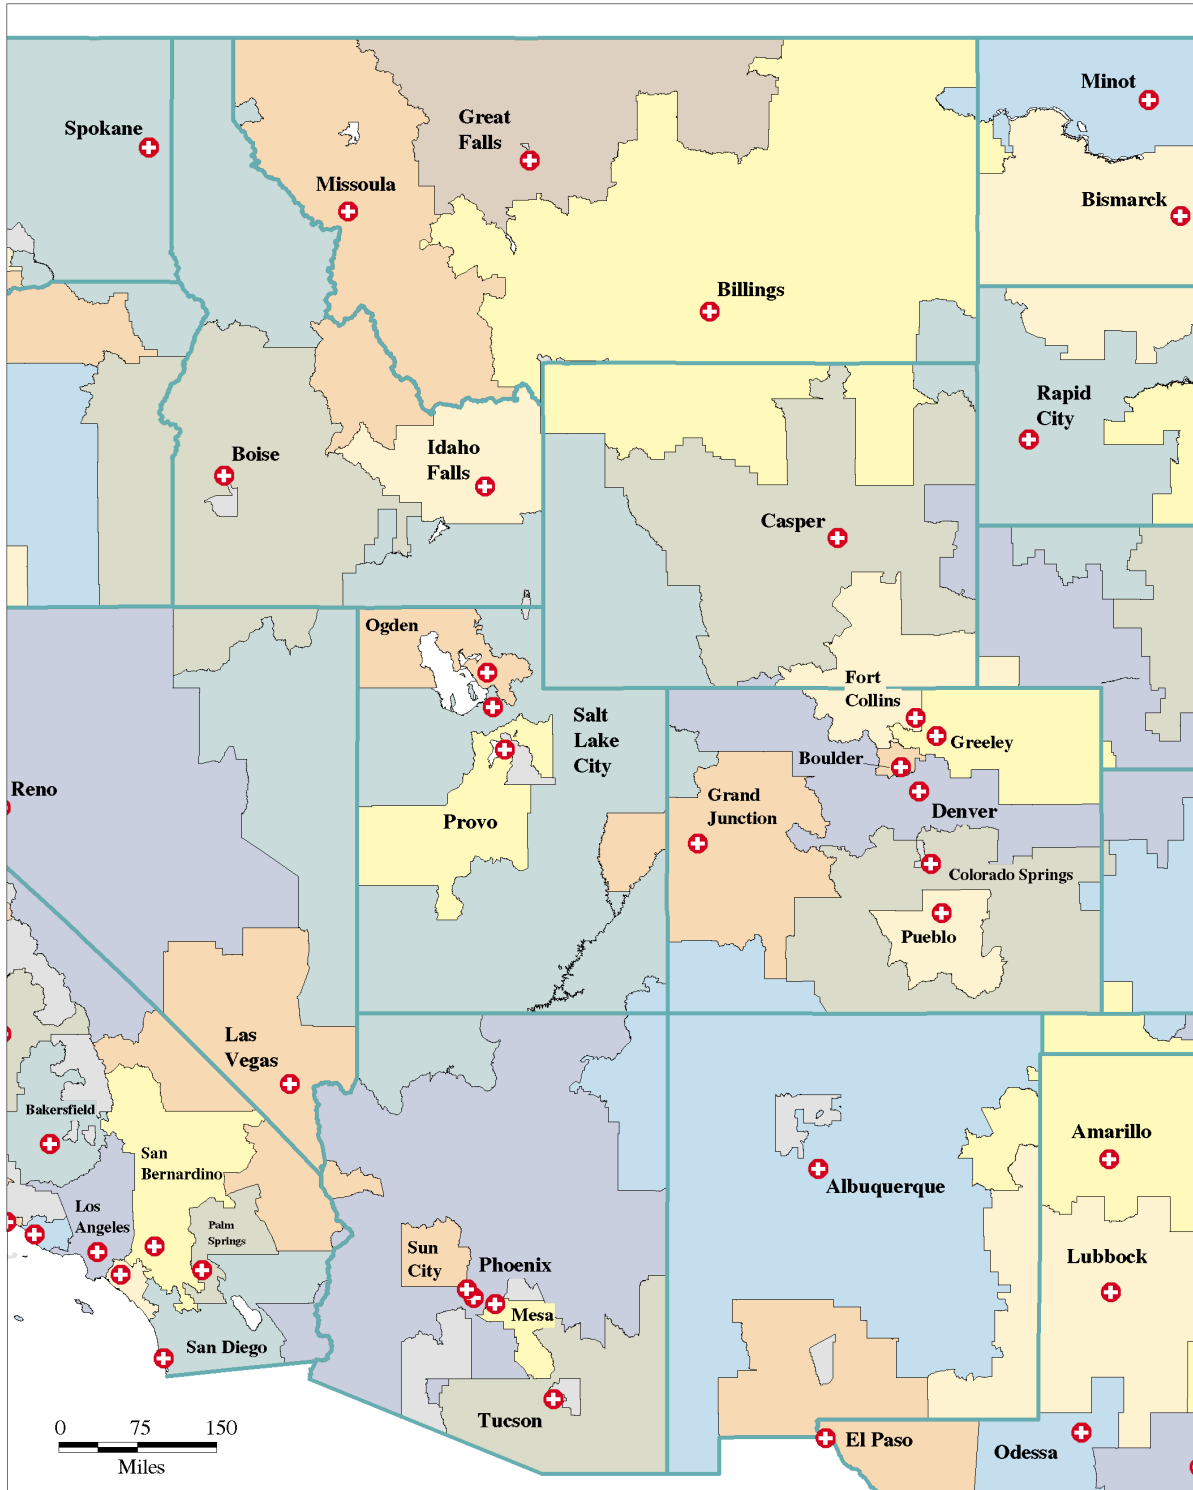 Minot
Great
Falls
Spokane
Missoula
Bismarck
Billings
Rapid
City
Idaho
Falls
Boise
Casper
Ogden
Fort
Collins
Salt
Lake
City
Greeley
Boulder
Reno
Grand
Junction
Denver
Provo
Colorado Springs
Pueblo
Las
Vegas
Bakersfield
Amarillo
San
Bernardino
Albuquerque
Los
Angeles
Palm
Springs
Sun
City
Phoenix
Lubbock
Mesa
San Diego
Tucson
El Paso
Odessa
0 75 150
Miles